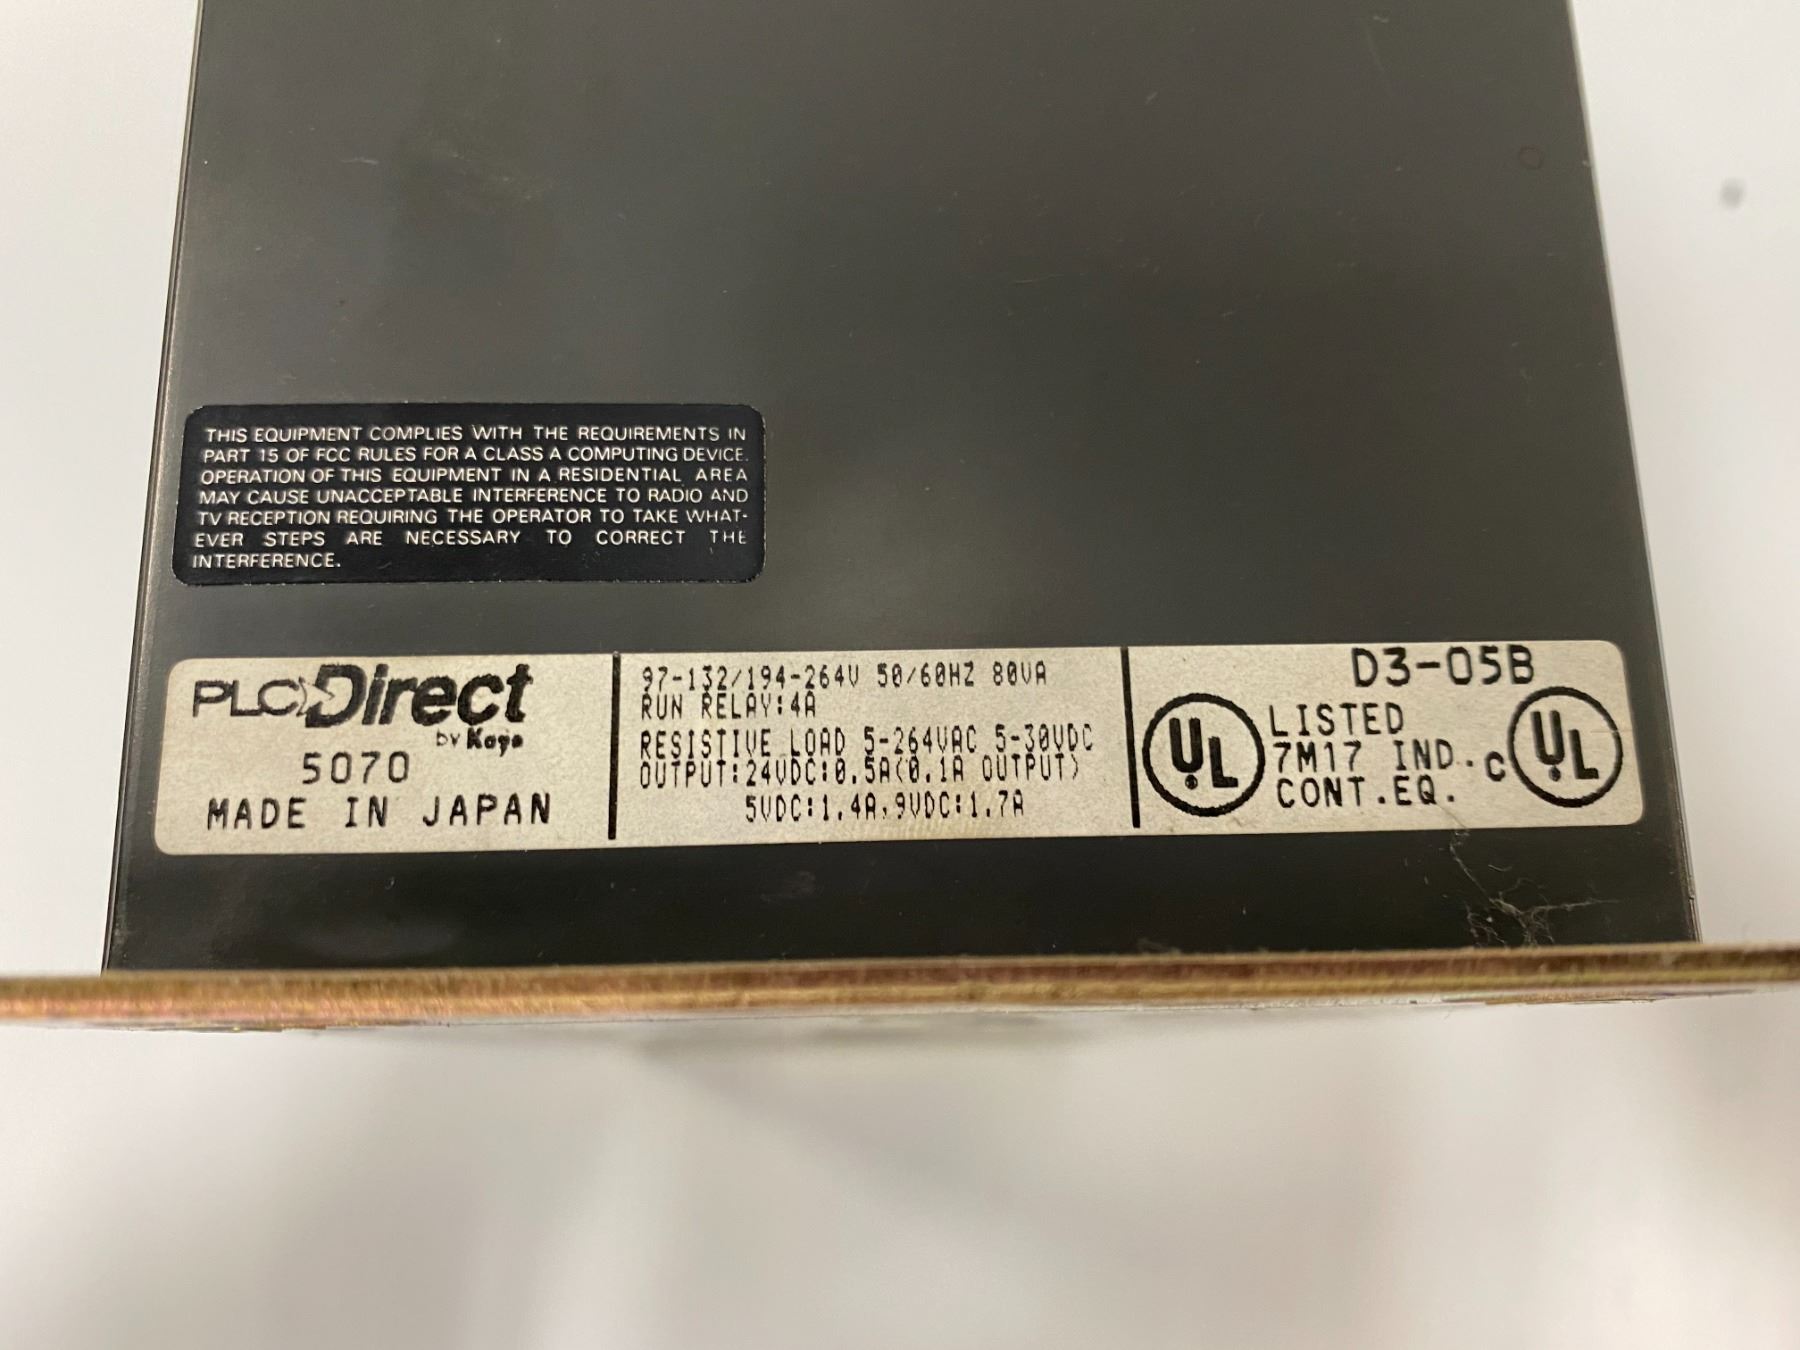 THIS EQUIPMENT COMPLIES WITH THE REQUIREMENTS IN
PART 15 OF FCC RULES FOR A CLASS A COMPUTING DEVICE.
OPERATION OF THIS EQUIPMENT IN A RESIDENTIAL AREA
MAY CAUSE UNACCEPTABLE INTERFERENCE TO RADIO AND
TV RECEPTION REQUIRING THE OPERATOR TO TAKE WHAT-
EVER STEPS ARE NECESSARY TO CORRECT THE
INTERFERENCE.
PLC Direct
by Koyo
5070
MADE IN JAPAN
97-132/194-264V 50/60HZ 80VA
RUN RELAY:4A
RESISTIVE LOAD 5-264VAC 5-30VDC
OUTPUT:24VDC:0.5A(0.1A OUTPUT)
5VDC:1.4A,9VDC:1.7A
D3-05B
UL LISTED
7M17 IND.
CONT.EQ.
C UL